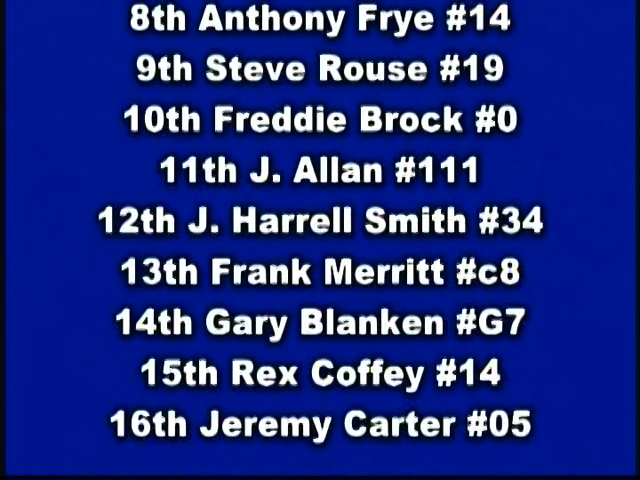 8th Anthony Frye #14
9th Steve Rouse #19
10th Freddie Brock #0
11th J. Allan #111
12th J. Harrell Smith #34
13th Frank Merritt #c8
14th Gary Blanken #G7
15th Rex Coffey #14
16th Jeremy Carter #05